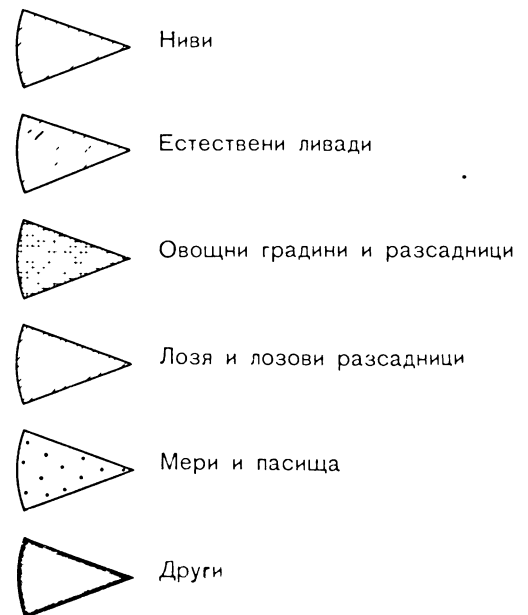 Ниви
Естествени ливади
Овощни градини и разсадници
Лозя и лозови разсадници
Мери и пасища
Други